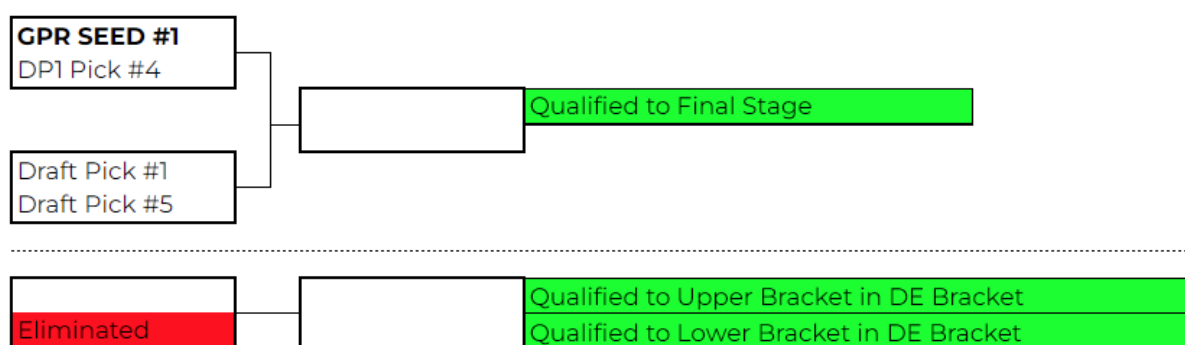 GPR SEED #1
DP1 Pick #4
Qualified to Final Stage
Draft Pick #1
Draft Pick #5
Qualified to Upper Bracket in DE Bracket
Eliminated
Qualified to Lower Bracket in DE Bracket